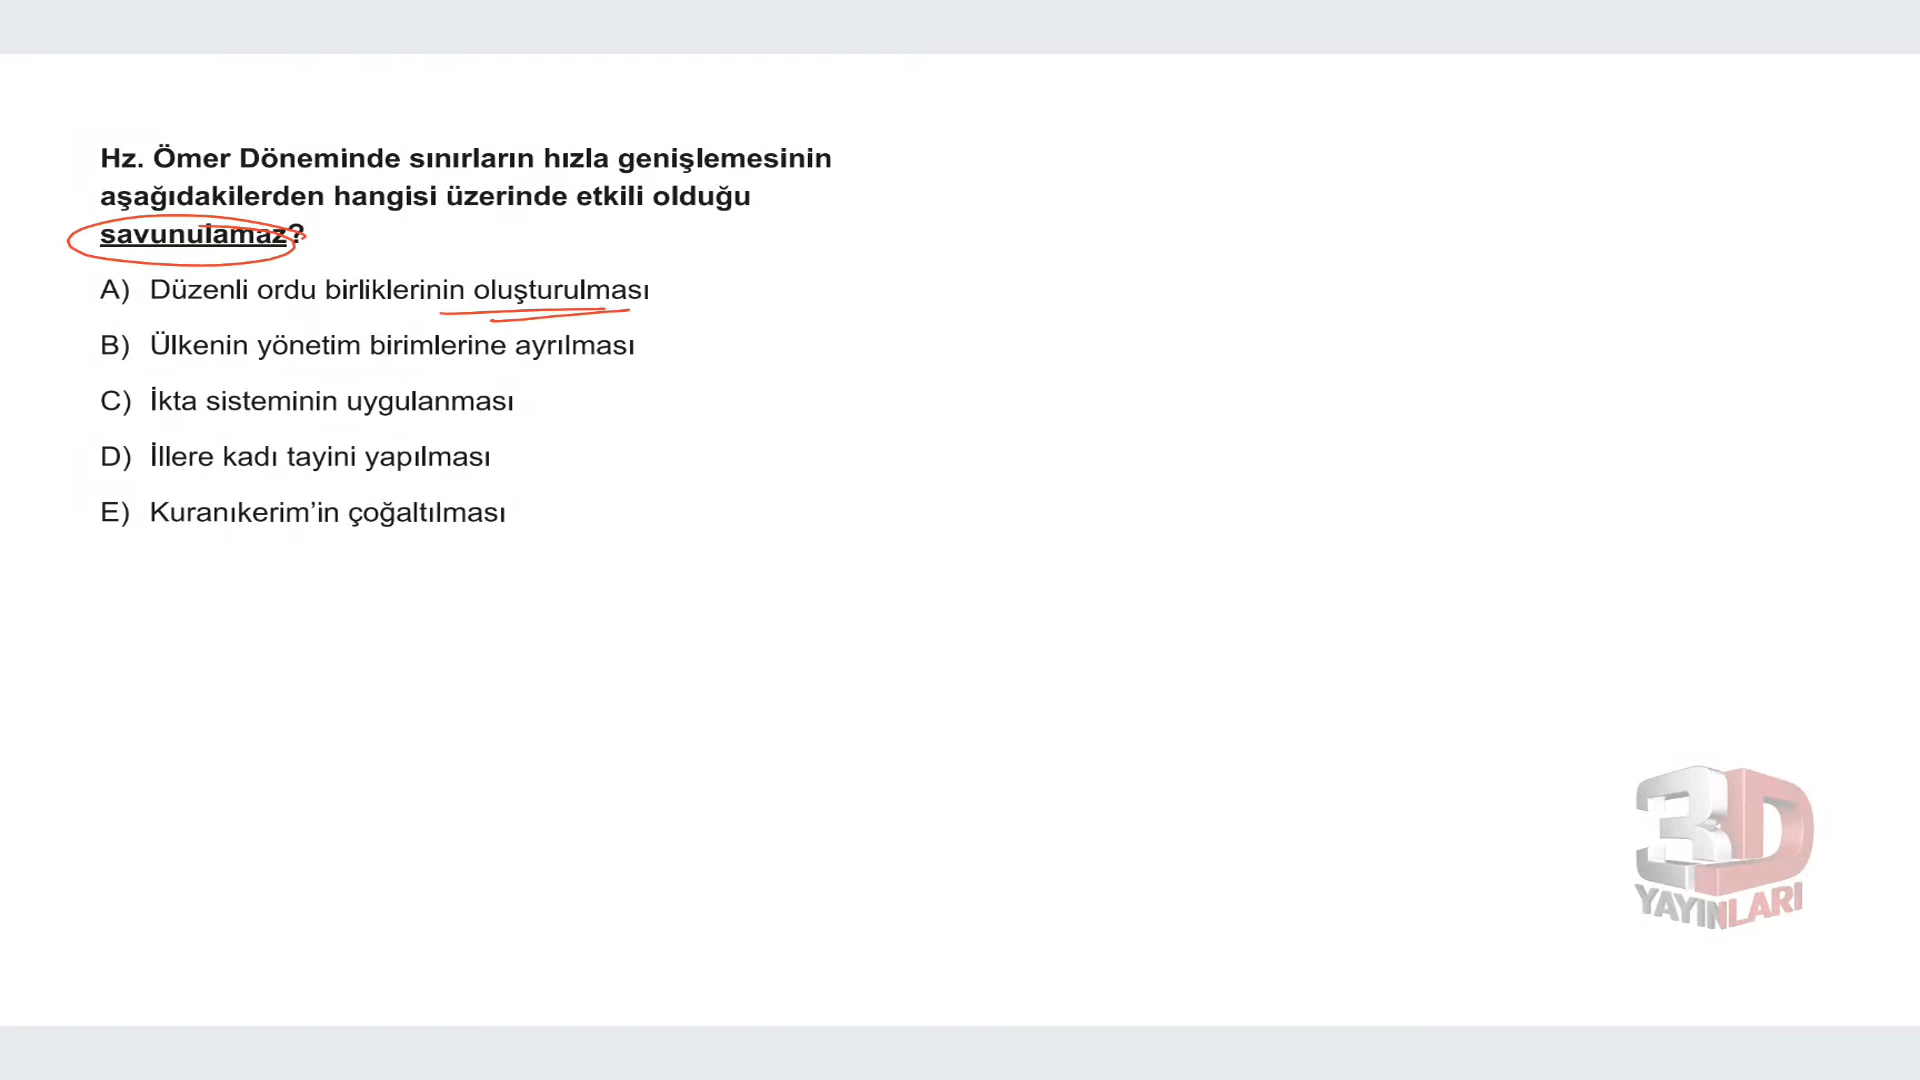 Hz. Ömer Döneminde sınırların hızla genişlemesinin
aşağıdakilerden hangisi üzerinde etkili olduğu
savunulamaz?
A) Düzenli ordu birliklerinin oluşturulması
B) Ülkenin yönetim birimlerine ayrılması
C) İkta sisteminin uygulanması
D) İllere kadı tayini yapılması
E) Kuranıkerim’in çoğaltılması
3D
YAYINLARI